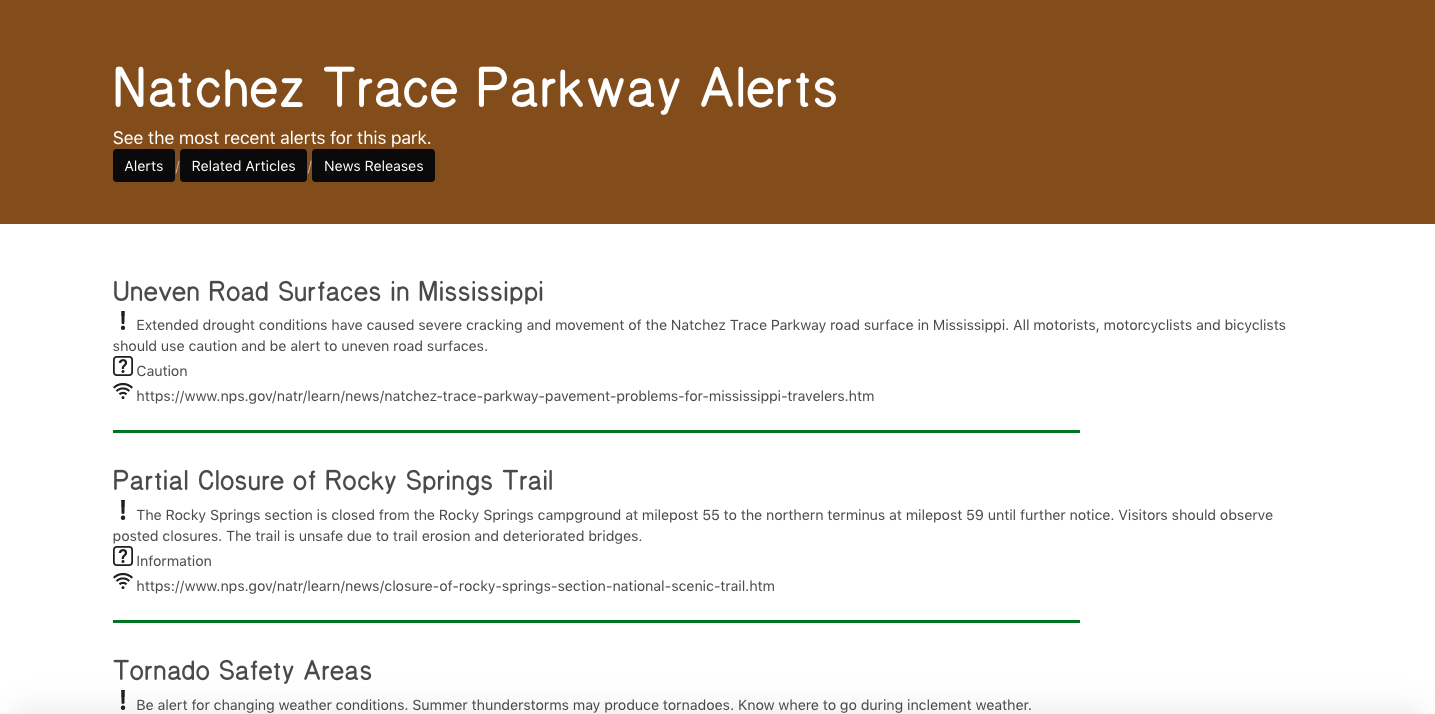 Natchez Trace Parkway Alerts
See the most recent alerts for this park.
Alerts / Related Articles / News Releases
Uneven Road Surfaces in Mississippi
! Extended drought conditions have caused severe cracking and movement of the Natchez Trace Parkway road surface in Mississippi. All motorists, motorcyclists and bicyclists
should use caution and be alert to uneven road surfaces.
? Caution
https://www.nps.gov/natr/learn/news/natchez-trace-parkway-pavement-problems-for-mississippi-travelers.htm
Partial Closure of Rocky Springs Trail
! The Rocky Springs section is closed from the Rocky Springs campground at milepost 55 to the northern terminus at milepost 59 until further notice. Visitors should observe
posted closures. The trail is unsafe due to trail erosion and deteriorated bridges.
? Information
https://www.nps.gov/natr/learn/news/closure-of-rocky-springs-section-national-scenic-trail.htm
Tornado Safety Areas
! Be alert for changing weather conditions. Summer thunderstorms may produce tornadoes. Know where to go during inclement weather.